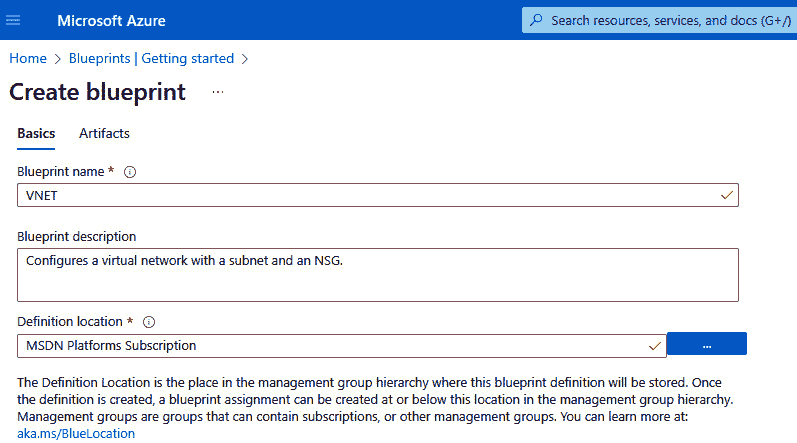 Microsoft Azure
Search resources, services, and docs (G+/)
Home > Blueprints | Getting started >
Create blueprint ...
Basics Artifacts
Blueprint name *
VNET
Blueprint description
Configures a virtual network with a subnet and an NSG.
Definition location *
MSDN Platforms Subscription
...
The Definition Location is the place in the management group hierarchy where this blueprint definition will be stored. Once
the definition is created, a blueprint assignment can be created at or below this location in the management group hierarchy.
Management groups are groups that can contain subscriptions, or other management groups. You can learn more at:
aka.ms/BlueLocation